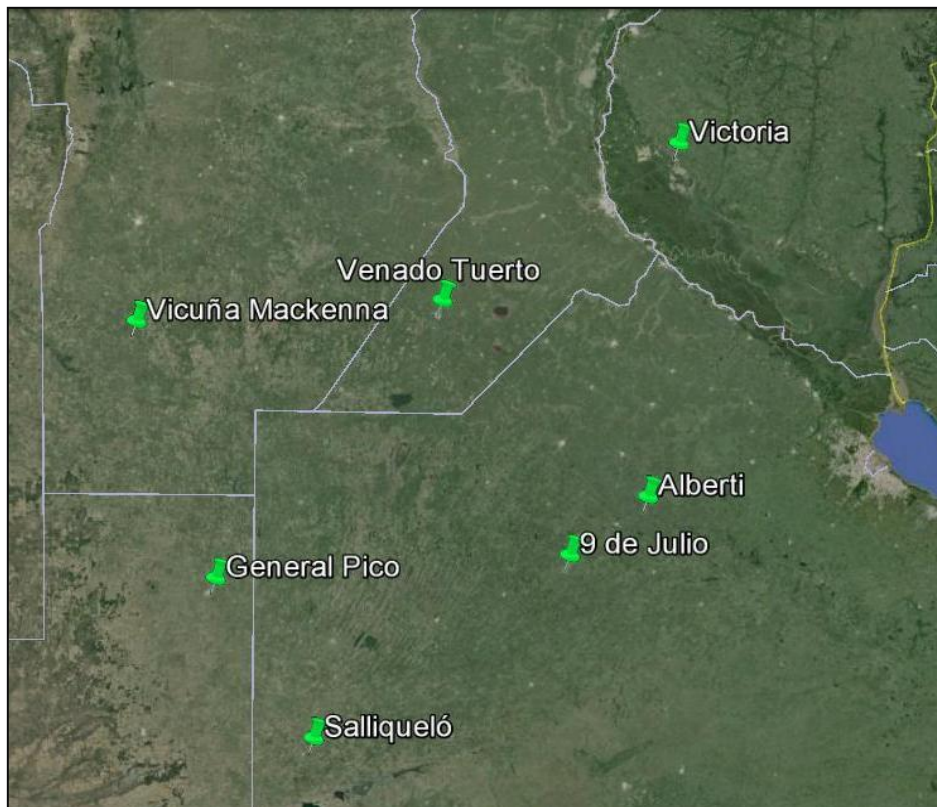 Victoria
Venado Tuerto
Vicuña Mackenna
Alberti
9 de Julio
General Pico
Salliqueló